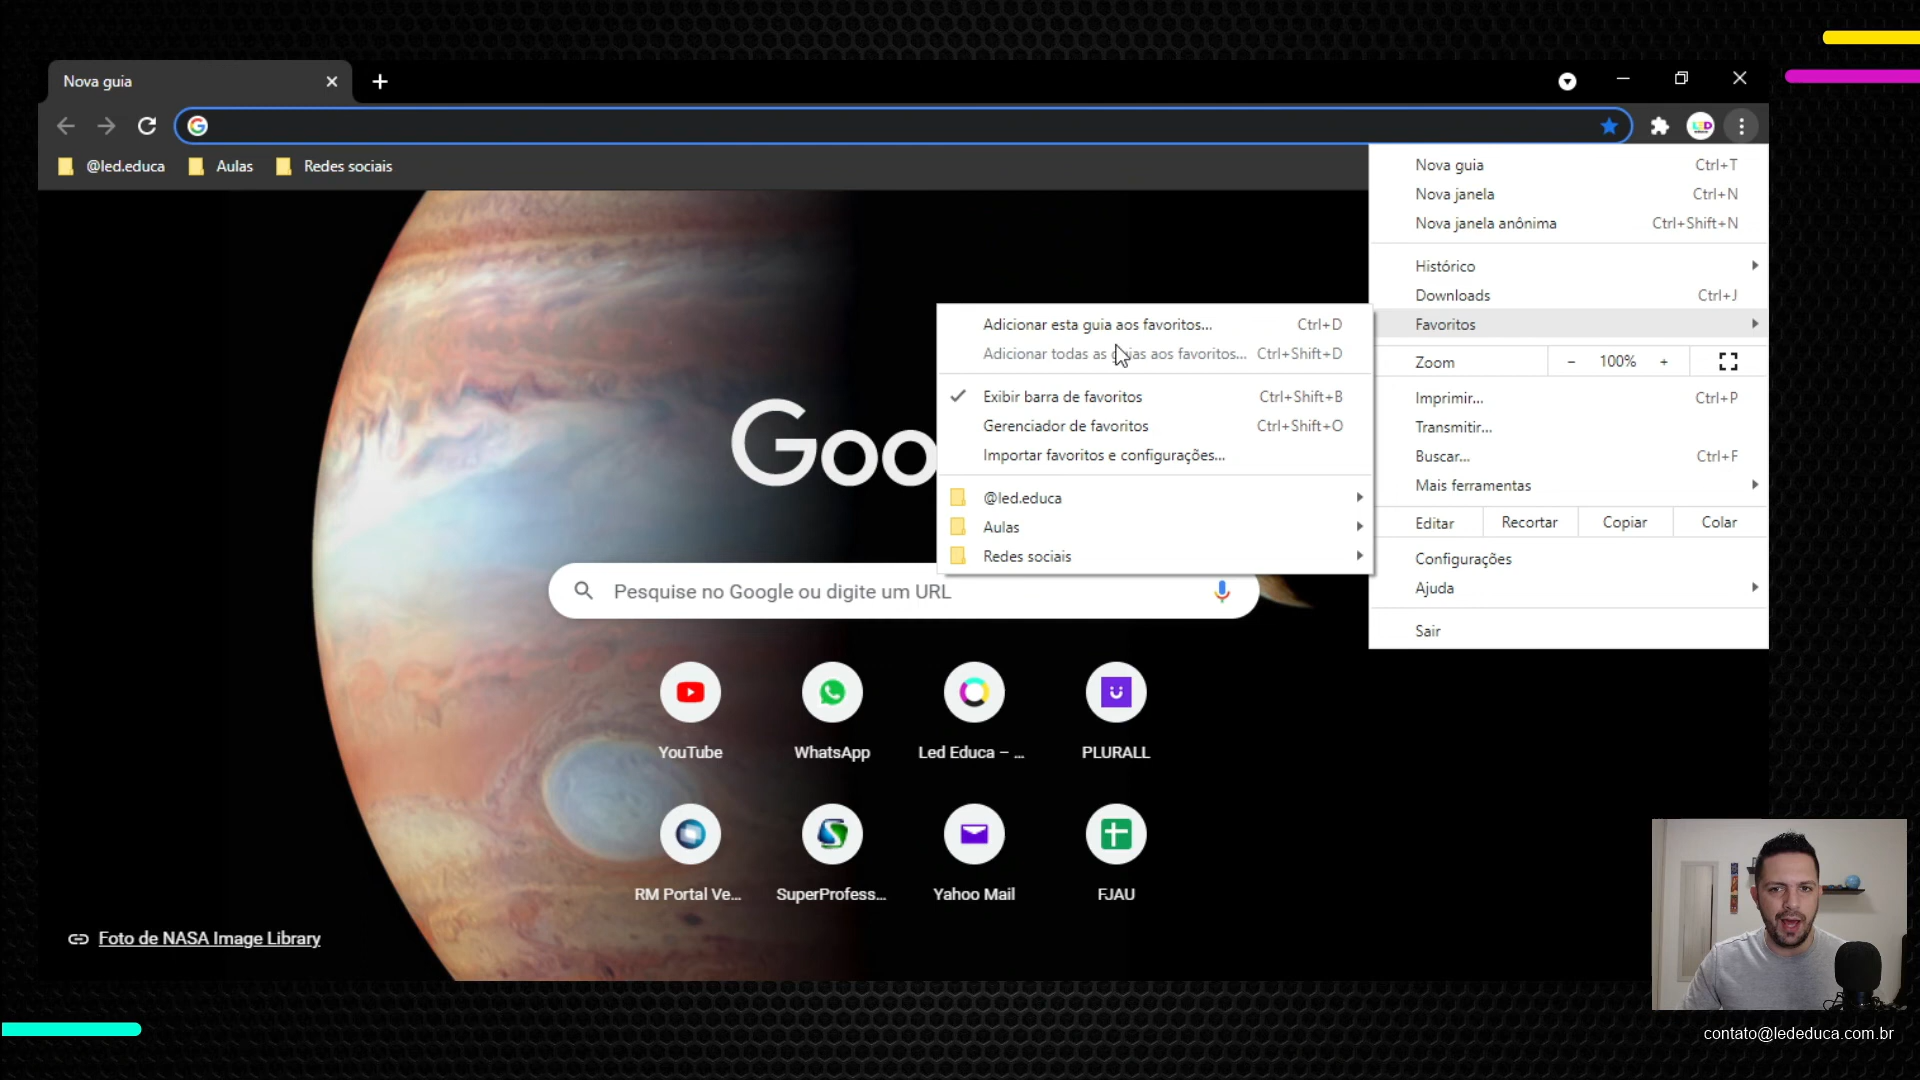 Nova guia
@led.educa Aulas Redes sociais
Nova guia Ctrl+T
Nova janela Ctrl+N
Nova janela anônima Ctrl+Shift+N
Histórico
Downloads Ctrl+J
Favoritos
Zoom - 100% +
Imprimir... Ctrl+P
Transmitir...
Buscar... Ctrl+F
Mais ferramentas
Editar Recortar Copiar Colar
Configurações
Ajuda
Sair
Adicionar esta guia aos favoritos... Ctrl+D
Adicionar todas as guias aos favoritos... Ctrl+Shift+D
Exibir barra de favoritos Ctrl+Shift+B
Gerenciador de favoritos Ctrl+Shift+O
Importar favoritos e configurações...
@led.educa
Aulas
Redes sociais
Goo
Pesquise no Google ou digite um URL
YouTube WhatsApp Led Educa – ... PLURALL
RM Portal Ve... SuperProfess... Yahoo Mail FJAU
Foto de NASA Image Library
contato@lededuca.com.br